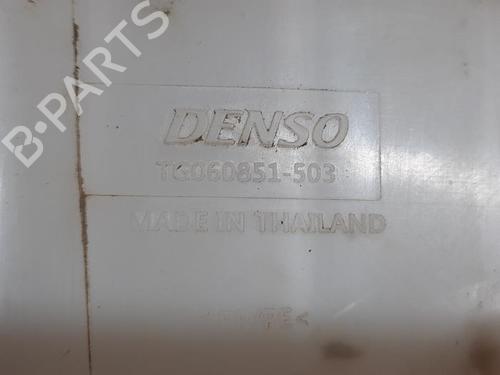 B-PARTS
DENSO
TG060851-503
MADE IN THAILAND